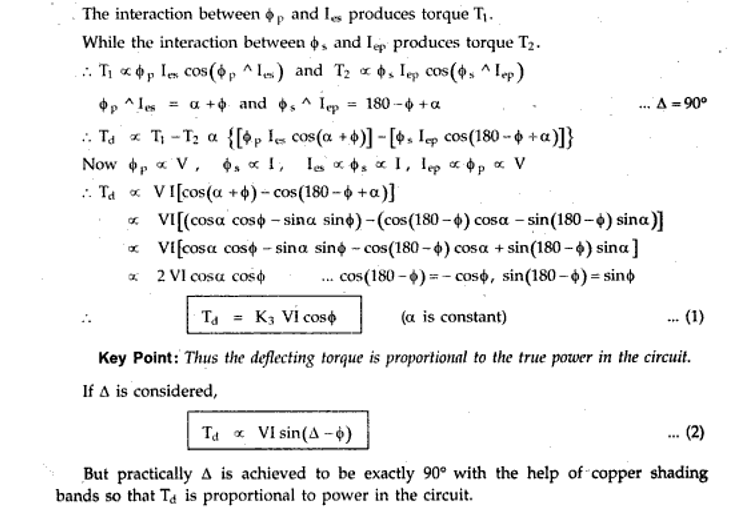 The interaction between ϕp and Ies produces torque T₁.
While the interaction between ϕs and Iep produces torque T₂.
∴ T₁ ∝ ϕp Ies cos(ϕp ^ Ies) and T₂ ∝ ϕs Iep cos(ϕs ^ Iep)
ϕp ^ Ies = α + ϕ and ϕs ^ Iep = 180 − ϕ + α ... Δ = 90°
∴ Td ∝ T₁ − T₂ α {[ϕp Ies cos(α + ϕ)] − [ϕs Iep cos(180 − ϕ + α)]}
Now ϕp ∝ V, ϕs ∝ I, Ies ∝ ϕs ∝ I, Iep ∝ ϕp ∝ V
∴ Td ∝ V I[cos(α + ϕ) − cos(180 − ϕ + α)]
∝ VI[(cosα cosϕ − sinα sinϕ) − (cos(180 − ϕ) cosα − sin(180 − ϕ) sinα)]
∝ VI[cosα cosϕ − sinα sinϕ − cos(180 − ϕ) cosα + sin(180 − ϕ) sinα]
∝ 2 VI cosα cosϕ ... cos(180 − ϕ) = − cosϕ, sin(180 − ϕ) = sinϕ
∴ Td = K₃ VI cosϕ (α is constant) ... (1)
Key Point: Thus the deflecting torque is proportional to the true power in the circuit.
If Δ is considered,
Td ∝ VI sin(Δ − ϕ) ... (2)
But practically Δ is achieved to be exactly 90° with the help of copper shading
bands so that Td is proportional to power in the circuit.